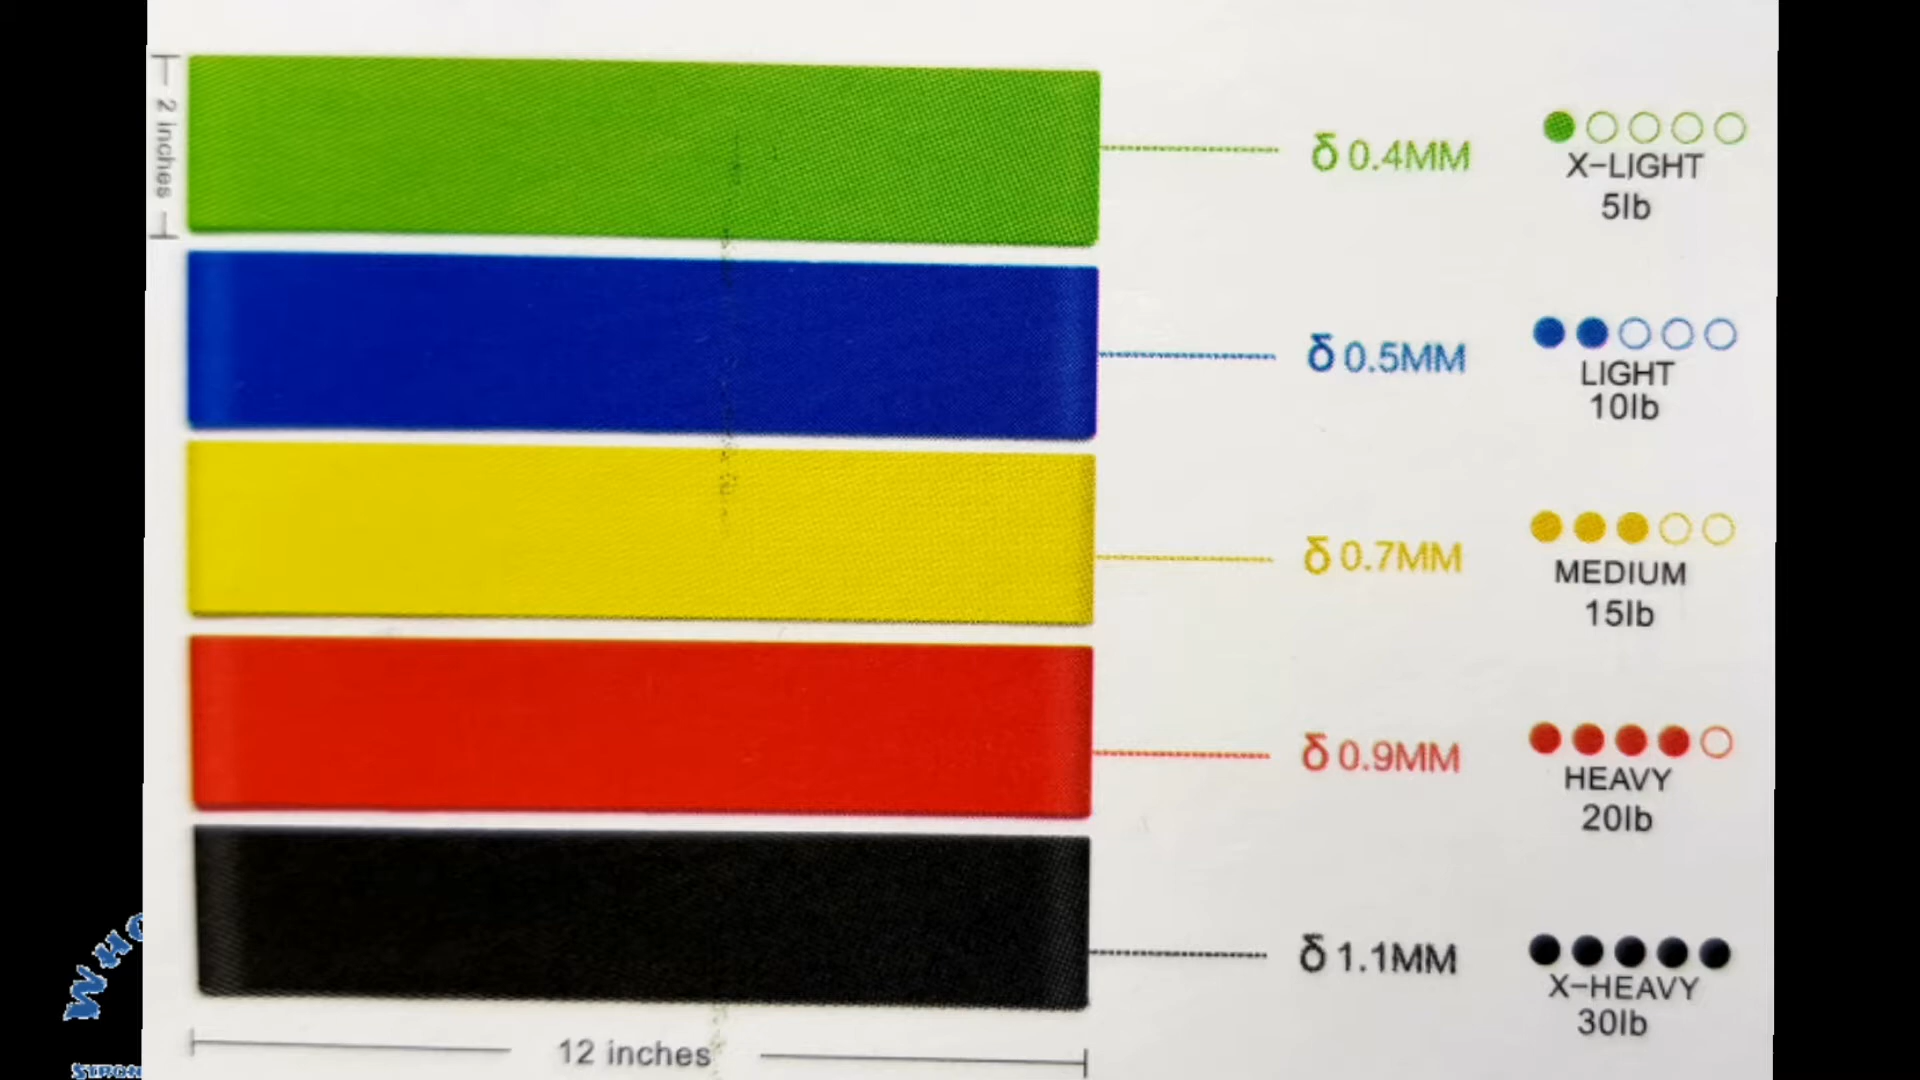 2 inches
δ 0.4MM
X-LIGHT
5lb
δ 0.5MM
LIGHT
10lb
δ 0.7MM
MEDIUM
15lb
δ 0.9MM
HEAVY
20lb
δ 1.1MM
X-HEAVY
30lb
12 inches